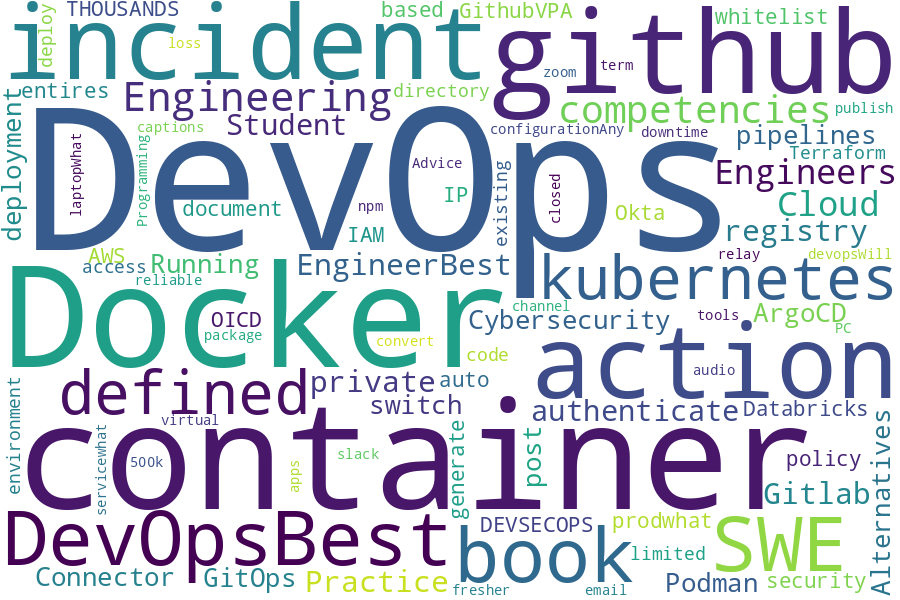 THOUSANDS
incident
deploy
loss
based
GithubVPA
github
whitelist
zoom
term
entires
Engineering
directory
competencies
publish
deployment
DevOps
captions
Student
configurationAny
downtime
pipelines
Terraform
laptopWhat
Programming
Advice
Engineers
document
npm
IP
existing
closed
Okta
Cloud
IAM
registry
AWS
access
Running
reliable
EngineerBest
kubernetes
relay
devopsWill
Docker
OICD
package
channel
Cybersecurity
tools
ArgoCD
PC
convert
code
action
audio
defined
private
auto
switch
authenticate
Databricks
environment
virtual
container
servicewhat
500k
apps
slack
generate
post
policy
Alternatives
Gitlab
DevOpsBest
DEVSECOPS
prodwhat
SWE
book
limited
Connector
GitOps
Practice
fresher
email
Podman
security